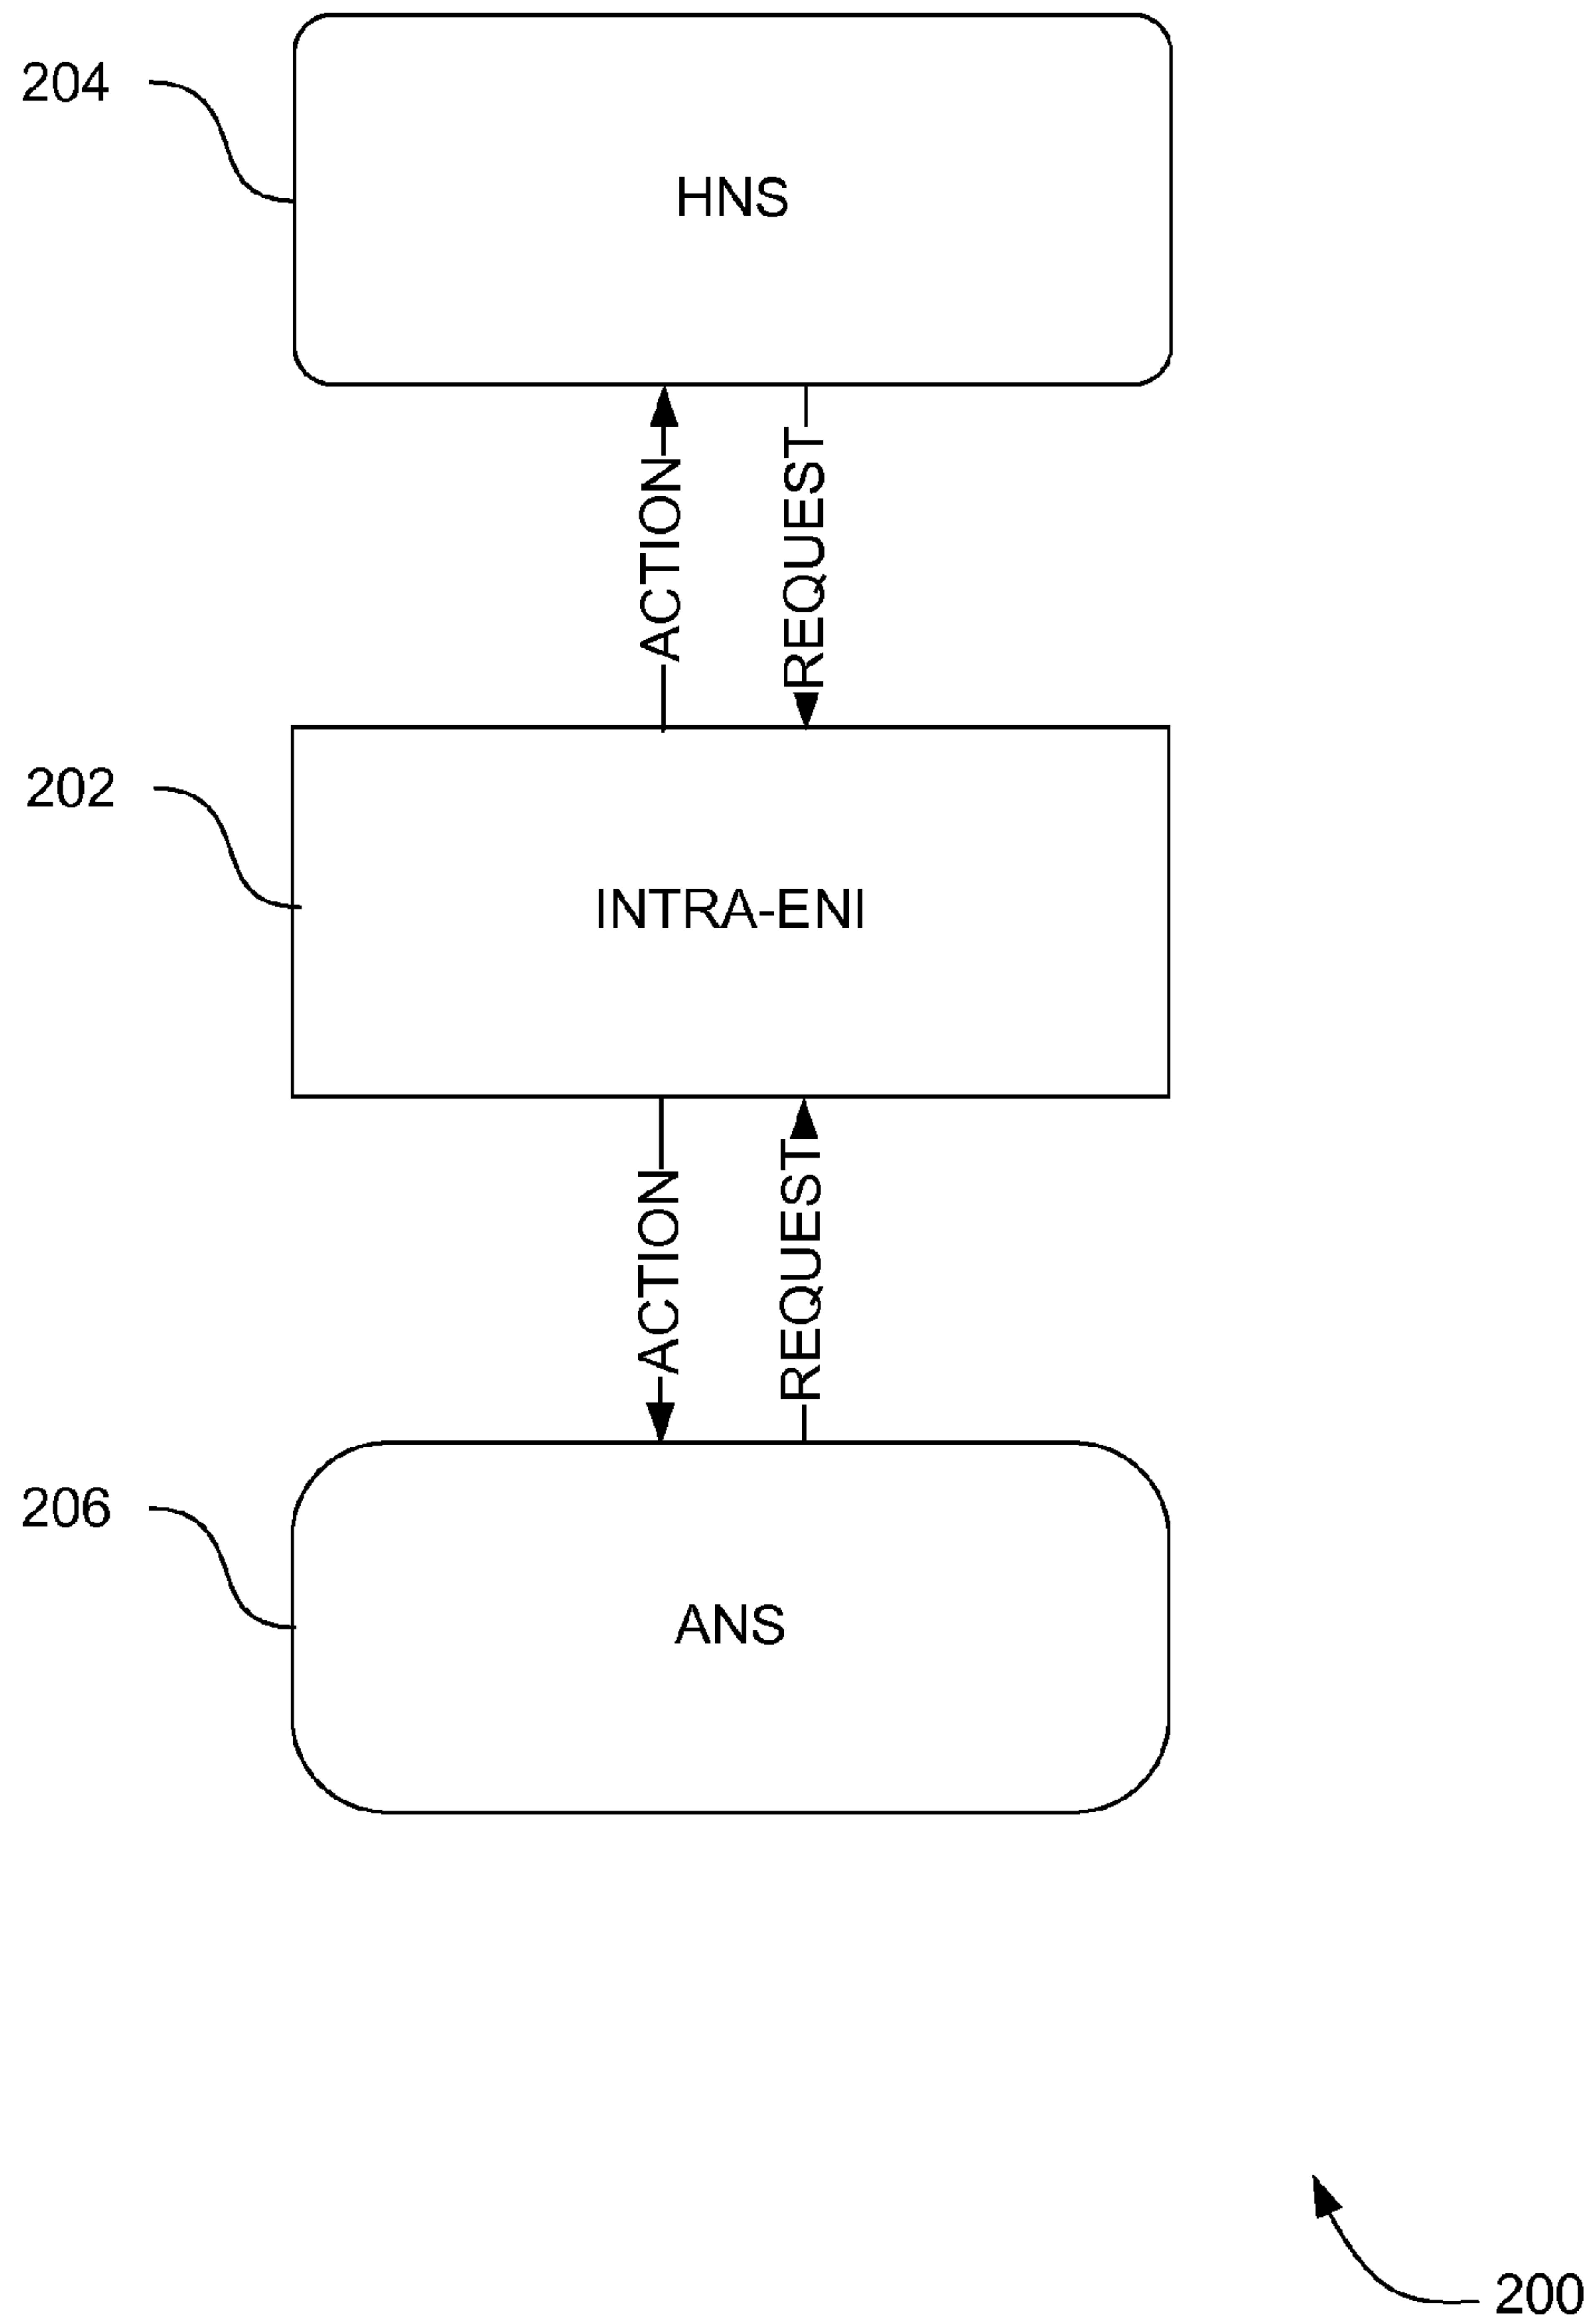 204
HNS
ACTION
REQUEST
202
INTRA-ENI
ACTION
REQUEST
206
ANS
200